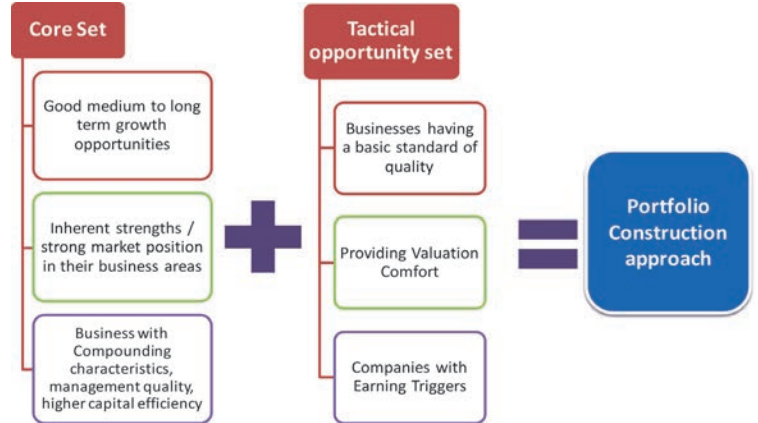 Core Set
Good medium to long
term growth
opportunities
Inherent strengths /
strong market position
in their business areas
Business with
Compounding
characteristics,
management quality,
higher capital efficiency
Tactical
opportunity set
Businesses having
a basic standard of
quality
Providing Valuation
Comfort
Companies with
Earning Triggers
Portfolio
Construction
approach